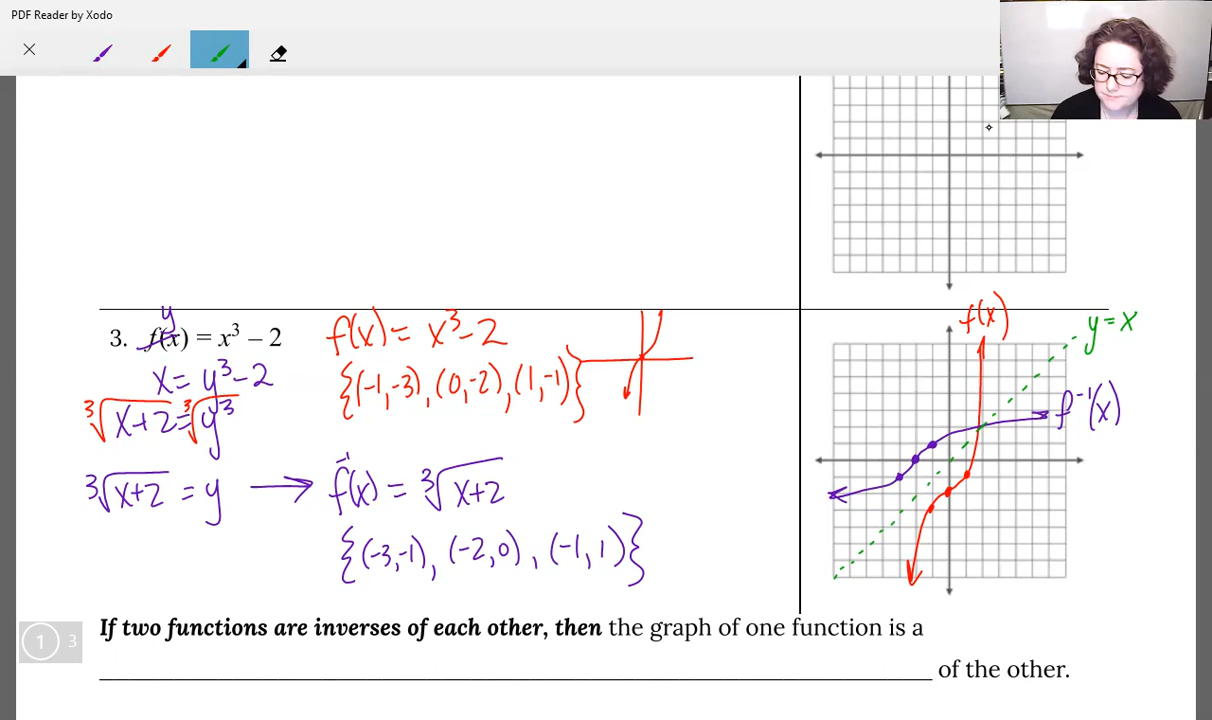 PDF Reader by Xodo
y
3. f(x) = x³ – 2
x = y³ – 2
∛x+2 = ∛y³
∛x+2 = y →
f(x) = x³ – 2
{(-1,-3), (0,-2), (1,-1)}
f⁻¹(x) = ∛x+2
{(-3,-1), (-2,0), (-1,1)}
f(x)
y = x
f⁻¹(x)
If two functions are inverses of each other, then the graph of one function is a
______________________________ of the other.
1 3